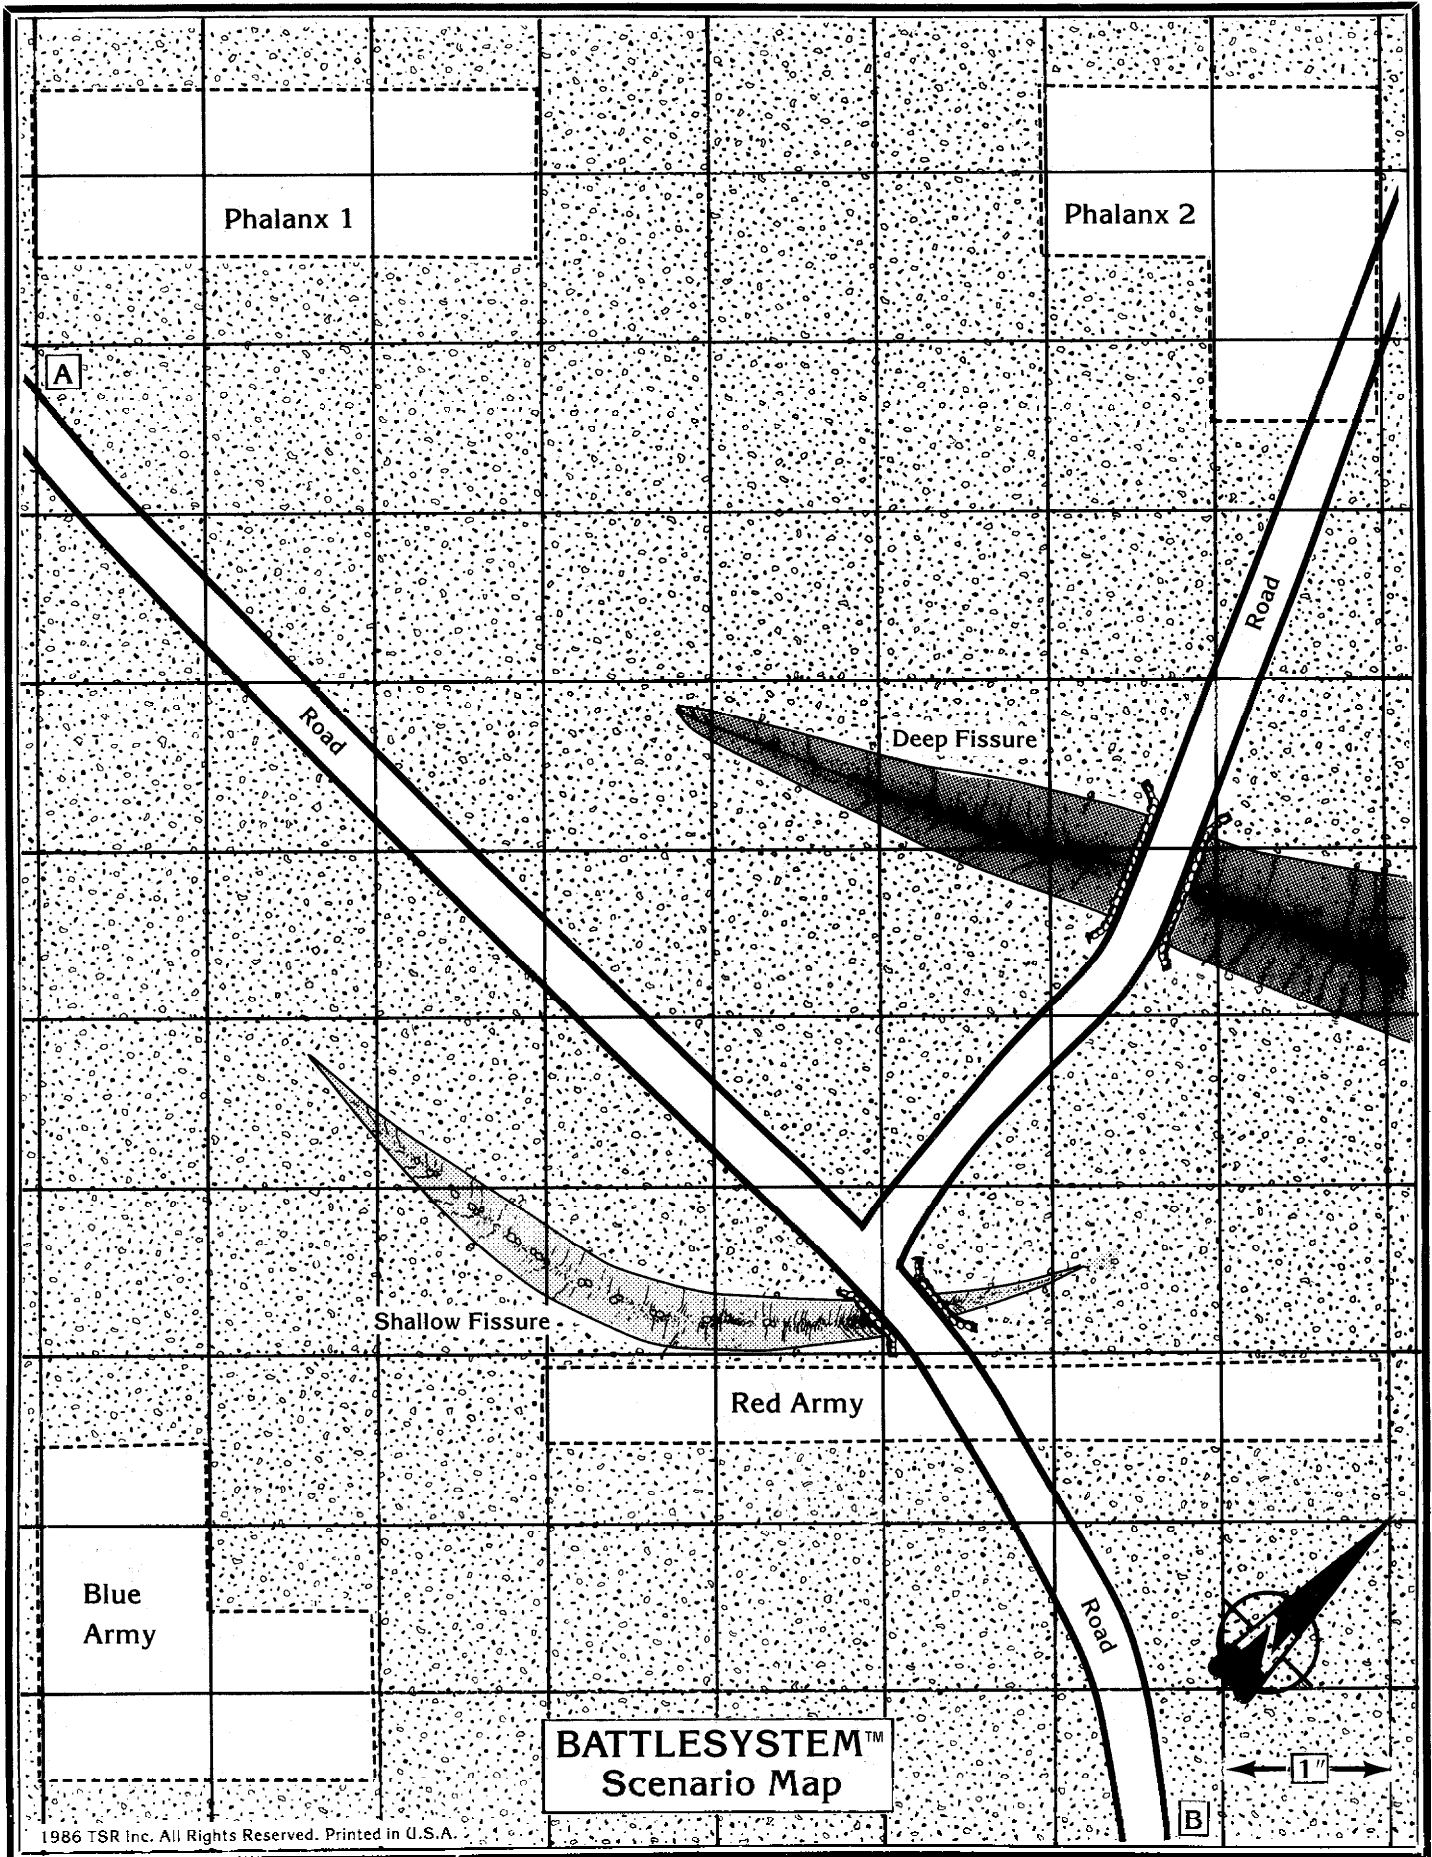 Phalanx 1
Phalanx 2
A
Road
Road
Deep Fissure
Shallow Fissure
Red Army
Blue
Army
Road
BATTLESYSTEM™
Scenario Map
1"
B
1986 TSR Inc. All Rights Reserved. Printed in U.S.A.